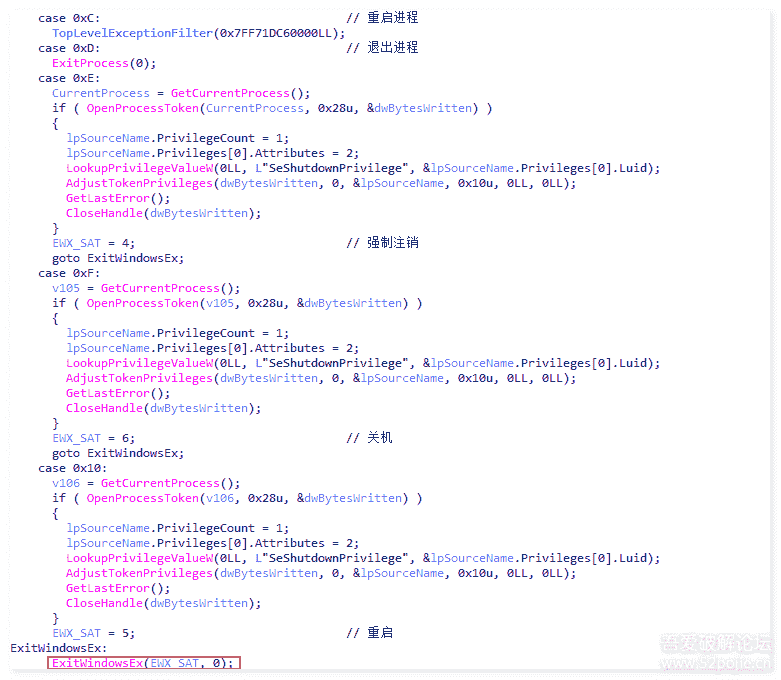 case 0xC: // 重启进程
TopLevelExceptionFilter(0x7FF71DC60000LL);
case 0xD: // 退出进程
ExitProcess(0);
case 0xE:
CurrentProcess = GetCurrentProcess();
if ( OpenProcessToken(CurrentProcess, 0x28u, &dwBytesWritten) )
{
lpSourceName.PrivilegeCount = 1;
lpSourceName.Privileges[0].Attributes = 2;
LookupPrivilegeValueW(0LL, L"SeShutdownPrivilege", &lpSourceName.Privileges[0].Luid);
AdjustTokenPrivileges(dwBytesWritten, 0, &lpSourceName, 0x10u, 0LL, 0LL);
GetLastError();
CloseHandle(dwBytesWritten);
}
EWX_SAT = 4; // 强制注销
goto ExitWindowsEx;
case 0xF:
v105 = GetCurrentProcess();
if ( OpenProcessToken(v105, 0x28u, &dwBytesWritten) )
{
lpSourceName.PrivilegeCount = 1;
lpSourceName.Privileges[0].Attributes = 2;
LookupPrivilegeValueW(0LL, L"SeShutdownPrivilege", &lpSourceName.Privileges[0].Luid);
AdjustTokenPrivileges(dwBytesWritten, 0, &lpSourceName, 0x10u, 0LL, 0LL);
GetLastError();
CloseHandle(dwBytesWritten);
}
EWX_SAT = 6; // 关机
goto ExitWindowsEx;
case 0x10:
v106 = GetCurrentProcess();
if ( OpenProcessToken(v106, 0x28u, &dwBytesWritten) )
{
lpSourceName.PrivilegeCount = 1;
lpSourceName.Privileges[0].Attributes = 2;
LookupPrivilegeValueW(0LL, L"SeShutdownPrivilege", &lpSourceName.Privileges[0].Luid);
AdjustTokenPrivileges(dwBytesWritten, 0, &lpSourceName, 0x10u, 0LL, 0LL);
GetLastError();
CloseHandle(dwBytesWritten);
}
EWX_SAT = 5; // 重启
ExitWindowsEx:
ExitWindowsEx(EWX_SAT, 0);
吾爱破解论坛
www.52pojie.cn